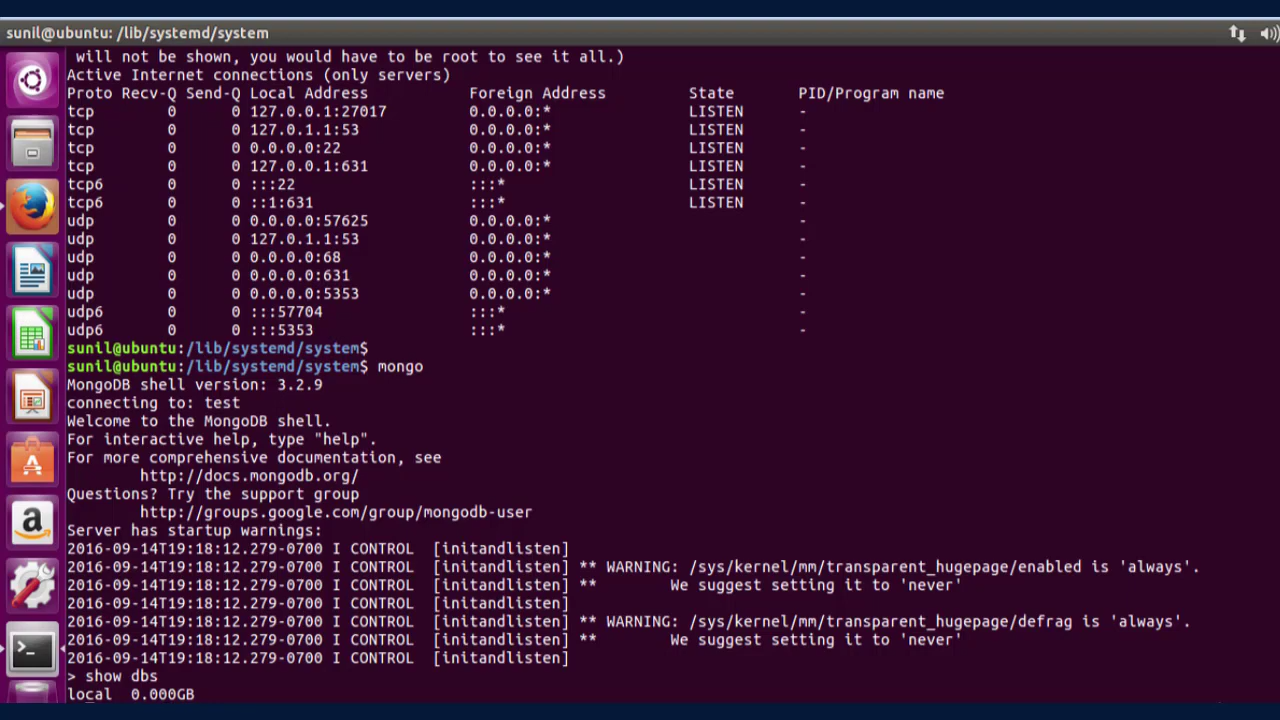 sunil@ubuntu: /lib/systemd/system
will not be shown, you would have to be root to see it all.)
Active Internet connections (only servers)
Proto Recv-Q Send-Q Local Address           Foreign Address         State       PID/Program name
tcp        0      0 127.0.0.1:27017         0.0.0.0:*               LISTEN      -
tcp        0      0 127.0.1.1:53            0.0.0.0:*               LISTEN      -
tcp        0      0 0.0.0.0:22              0.0.0.0:*               LISTEN      -
tcp        0      0 127.0.0.1:631           0.0.0.0:*               LISTEN      -
tcp6       0      0 :::22                   :::*                    LISTEN      -
tcp6       0      0 ::1:631                 :::*                    LISTEN      -
udp        0      0 0.0.0.0:57625           0.0.0.0:*                           -
udp        0      0 127.0.1.1:53            0.0.0.0:*                           -
udp        0      0 0.0.0.0:68              0.0.0.0:*                           -
udp        0      0 0.0.0.0:631             0.0.0.0:*                           -
udp        0      0 0.0.0.0:5353            0.0.0.0:*                           -
udp6       0      0 :::57704                :::*                                -
udp6       0      0 :::5353                 :::*                                -
sunil@ubuntu:/lib/systemd/system$
sunil@ubuntu:/lib/systemd/system$ mongo
MongoDB shell version: 3.2.9
connecting to: test
Welcome to the MongoDB shell.
For interactive help, type "help".
For more comprehensive documentation, see
        http://docs.mongodb.org/
Questions? Try the support group
        http://groups.google.com/group/mongodb-user
Server has startup warnings:
2016-09-14T19:18:12.279-0700 I CONTROL  [initandlisten]
2016-09-14T19:18:12.279-0700 I CONTROL  [initandlisten] ** WARNING: /sys/kernel/mm/transparent_hugepage/enabled is 'always'.
2016-09-14T19:18:12.279-0700 I CONTROL  [initandlisten] **        We suggest setting it to 'never'
2016-09-14T19:18:12.279-0700 I CONTROL  [initandlisten]
2016-09-14T19:18:12.279-0700 I CONTROL  [initandlisten] ** WARNING: /sys/kernel/mm/transparent_hugepage/defrag is 'always'.
2016-09-14T19:18:12.279-0700 I CONTROL  [initandlisten] **        We suggest setting it to 'never'
2016-09-14T19:18:12.279-0700 I CONTROL  [initandlisten]
> show dbs
local  0.000GB